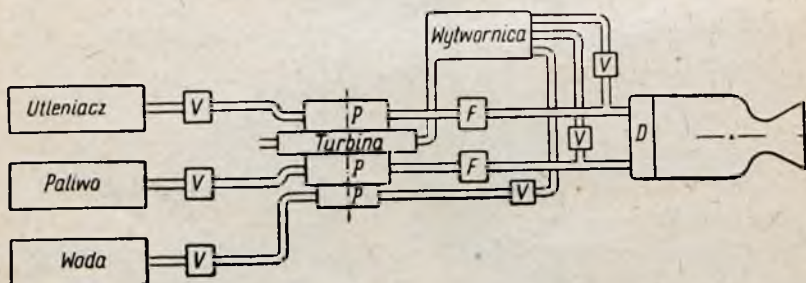 Wytwornica
V
Utleniacz V P F
Turbina D
V
Paliwo V P F
P V
Woda V